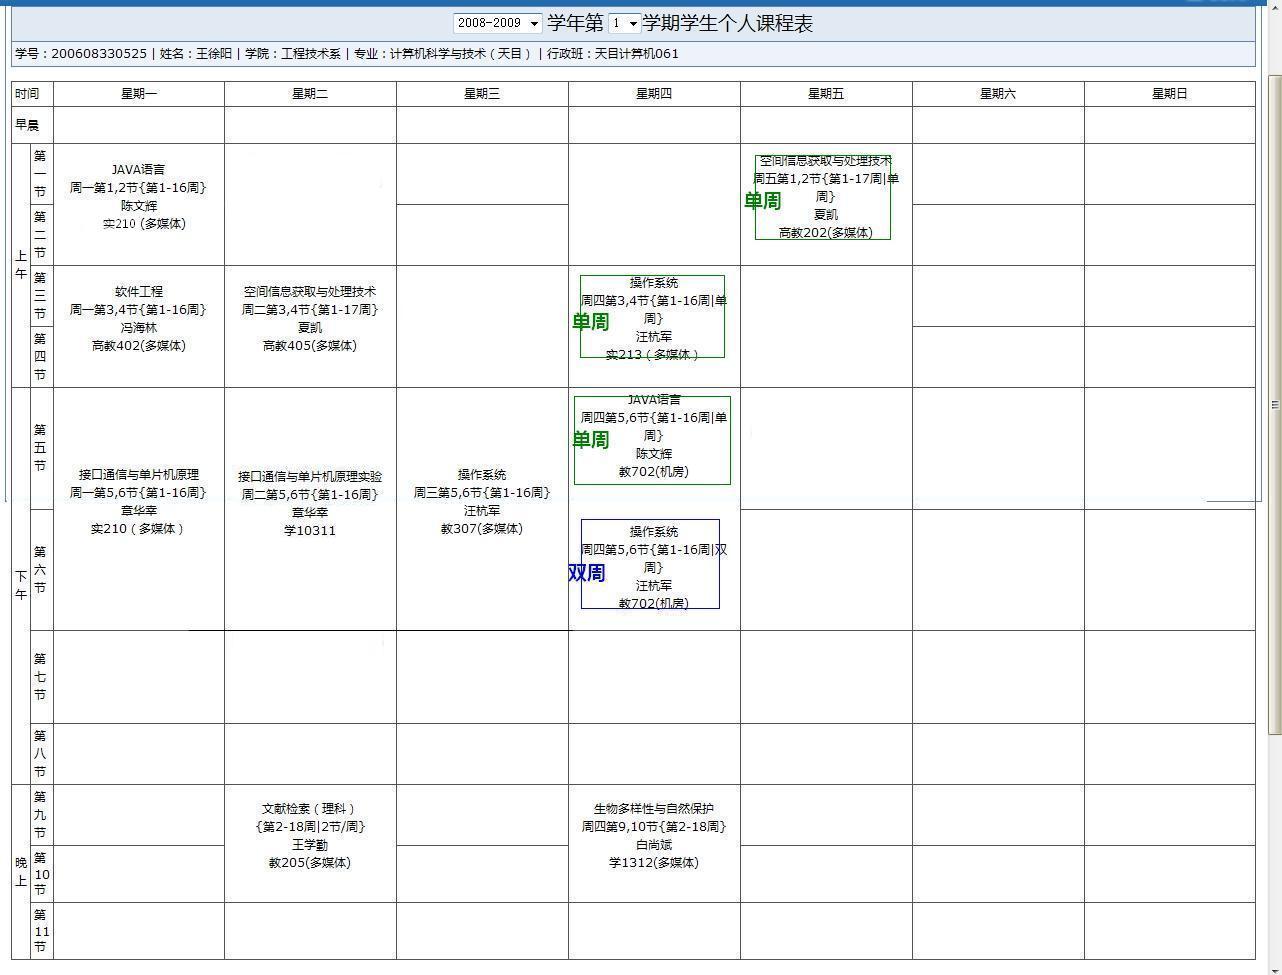 2008-2009 学年第 1 学期学生个人课程表
学号：200608330525 | 姓名：王徐阳 | 学院：工程技术系 | 专业：计算机科学与技术（天目） | 行政班：天目计算机061
时间 星期一 星期二 星期三 星期四 星期五 星期六 星期日
早晨
上午
第一节
JAVA语言
周一第1,2节{第1-16周}
陈文辉
实210 (多媒体)
空间信息获取与处理技术
周五第1,2节{第1-17周|单
周}
夏凯
高教202(多媒体)
单周
第二节
第三节
软件工程
周一第3,4节{第1-16周}
冯海林
高教402(多媒体)
空间信息获取与处理技术
周二第3,4节{第1-17周}
夏凯
高教405(多媒体)
操作系统
周四第3,4节{第1-16周|单
周}
汪杭军
实213（多媒体）
单周
第四节
下午
第五节
接口通信与单片机原理
周一第5,6节{第1-16周}
章华幸
实210（多媒体）
接口通信与单片机原理实验
周二第5,6节{第1-16周}
章华幸
学10311
操作系统
周三第5,6节{第1-16周}
汪杭军
教307(多媒体)
JAVA语言
周四第5,6节{第1-16周|单
周}
陈文辉
教702(机房)
单周
操作系统
周四第5,6节{第1-16周|双
周}
汪杭军
教702(机房)
双周
第六节
第七节
第八节
晚上
第九节
文献检索（理科）
{第2-18周|2节/周}
王学勤
教205(多媒体)
生物多样性与自然保护
周四第9,10节{第2-18周}
白尚斌
学1312(多媒体)
第10节
第11节